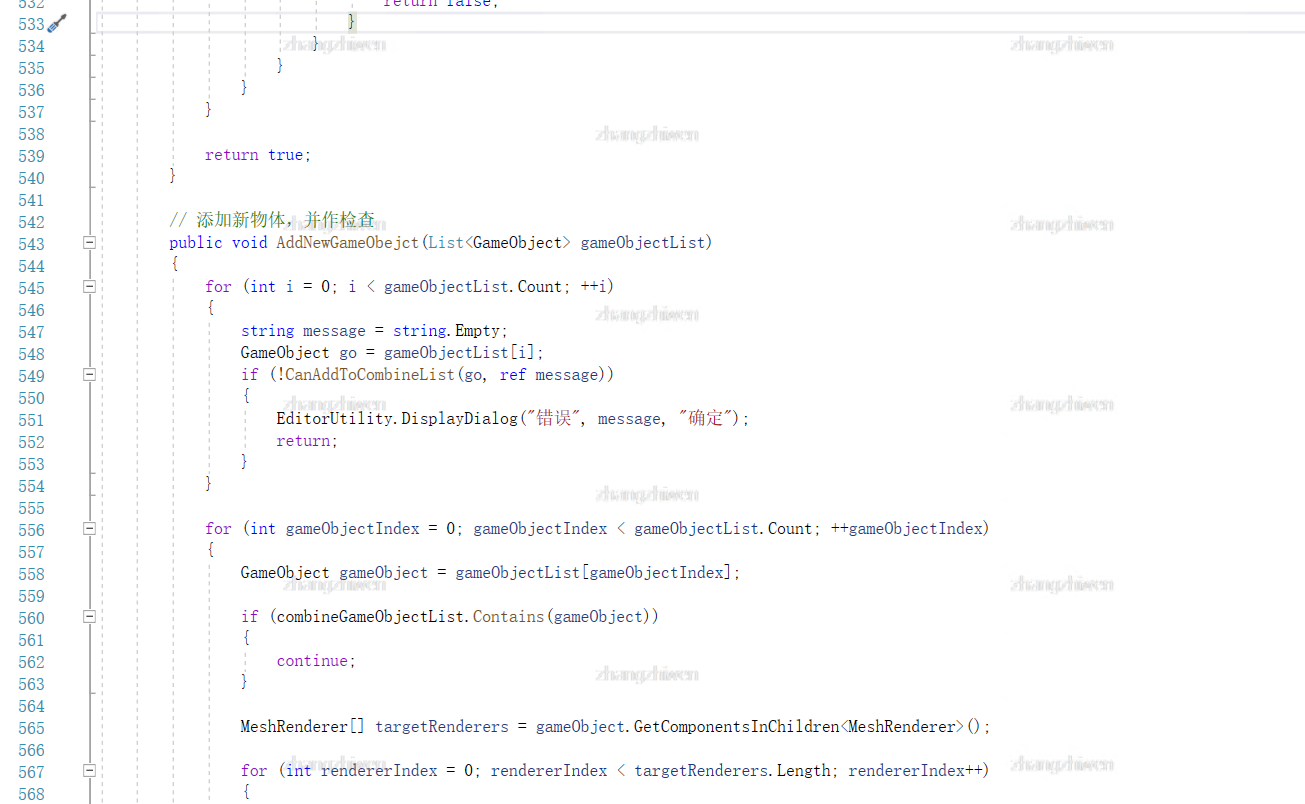 532 return false;
533 }
534 }
535 }
536 }
537 }
538
539 return true;
540 }
541
542 // 添加新物体，并作检查
543 public void AddNewGameObejct(List<GameObject> gameObjectList)
544 {
545 for (int i = 0; i < gameObjectList.Count; ++i)
546 {
547 string message = string.Empty;
548 GameObject go = gameObjectList[i];
549 if (!CanAddToCombineList(go, ref message))
550 {
551 EditorUtility.DisplayDialog("错误", message, "确定");
552 return;
553 }
554 }
555
556 for (int gameObjectIndex = 0; gameObjectIndex < gameObjectList.Count; ++gameObjectIndex)
557 {
558 GameObject gameObject = gameObjectList[gameObjectIndex];
559
560 if (combineGameObjectList.Contains(gameObject))
561 {
562 continue;
563 }
564
565 MeshRenderer[] targetRenderers = gameObject.GetComponentsInChildren<MeshRenderer>();
566
567 for (int rendererIndex = 0; rendererIndex < targetRenderers.Length; rendererIndex++)
568 {